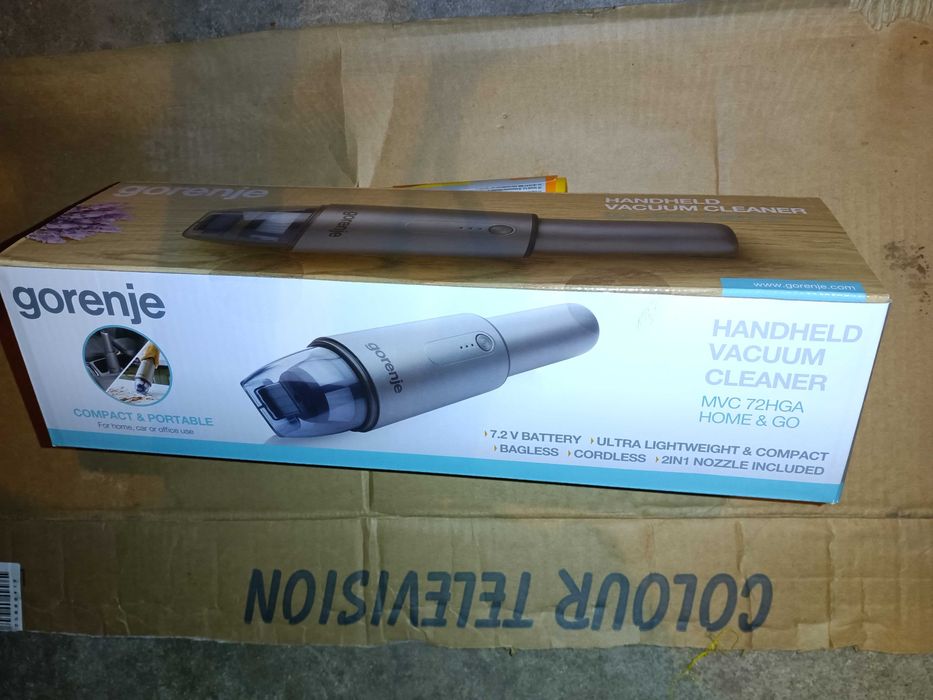 gorenje
HANDHELD
VACUUM CLEANER
gorenje
www.gorenje.com
gorenje
HANDHELD
VACUUM
CLEANER
MVC 72HGA
HOME & GO
gorenje
COMPACT & PORTABLE
For home, car or office use
7.2 V BATTERY ULTRA LIGHTWEIGHT & COMPACT
BAGLESS CORDLESS 2IN1 NOZZLE INCLUDED
COLOUR TELEVISION